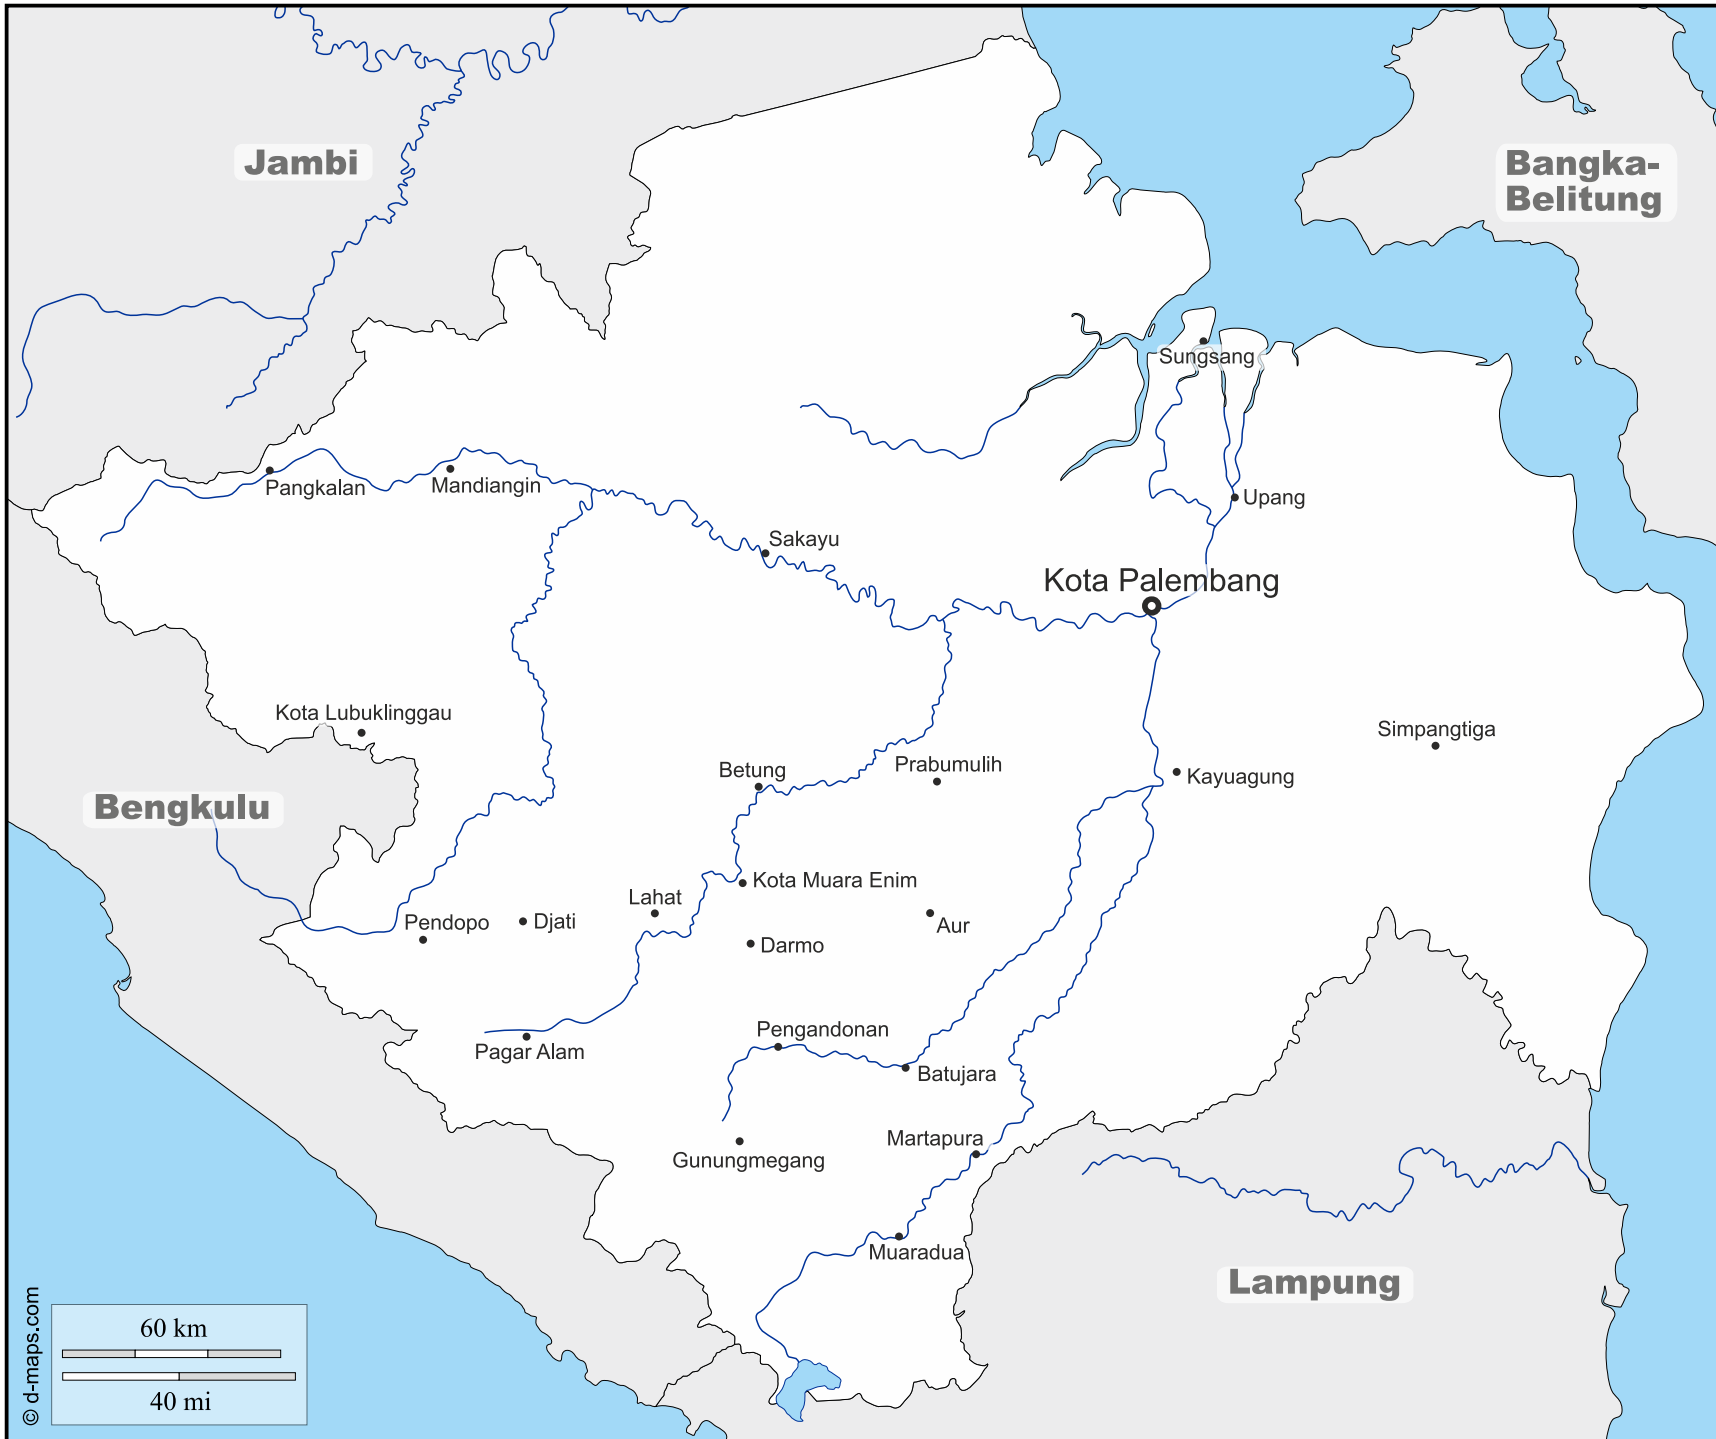 Jambi
Bangka-
Belitung
Sungsang
Pangkalan
Mandiangin
Upang
Sakayu
Kota Palembang
Kota Lubuklinggau
Simpangtiga
Betung
Prabumulih
Kayuagung
Bengkulu
Kota Muara Enim
Lahat
Pendopo
Djati
Aur
Darmo
Pengandonan
Pagar Alam
Batujara
Martapura
Gunungmegang
Muaradua
Lampung
60 km
40 mi
© d-maps.com